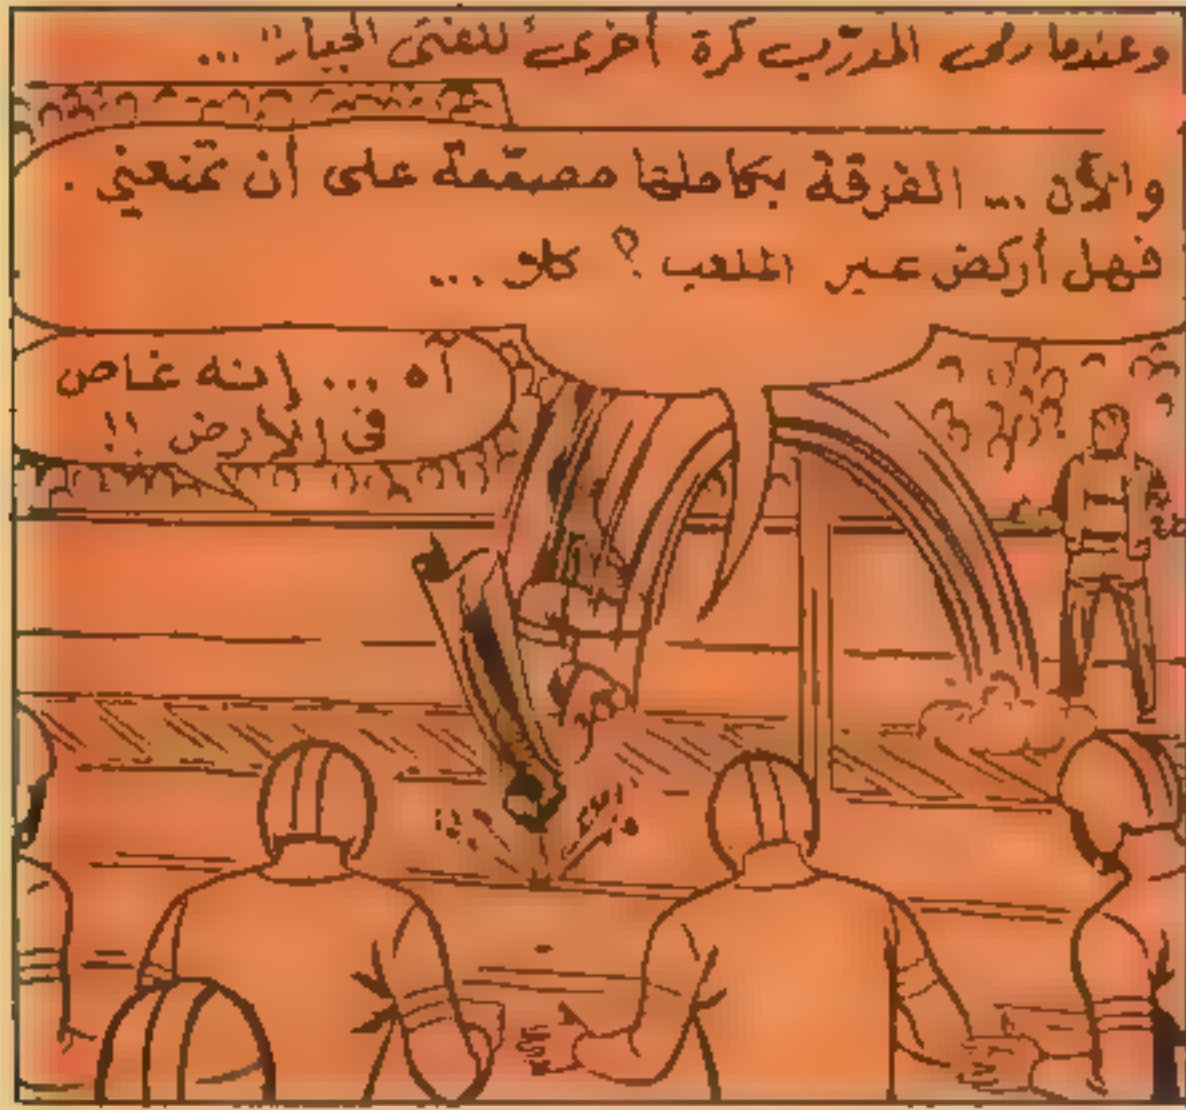 وعندما رمى المدرّب كرة أخرى "للفتى الجبار" ...
والآن ... الفرقة بكاملها مصممة على أن تمنعني .
فهل أركض عبر الملعب ؟ كلا ...
آه ... إنه غاص
في الأرض !!